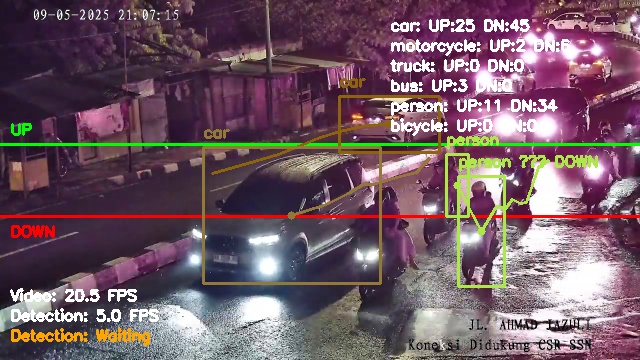 09-05-2025 21:07:15
car: UP:25 DN:45
motorcycle: UP:2 DN:6
truck: UP:0 DN:0
bus: UP:3 DN:0
person: UP:11 DN:34
bicycle: UP:0 DN:0
car
UP
car
person
person ??? DOWN
DOWN
Video: 20.5 FPS
Detection: 5.0 FPS
Detection: Waiting
JL. AHMAD YAZULI
Koneksi Didukung CSR SSN